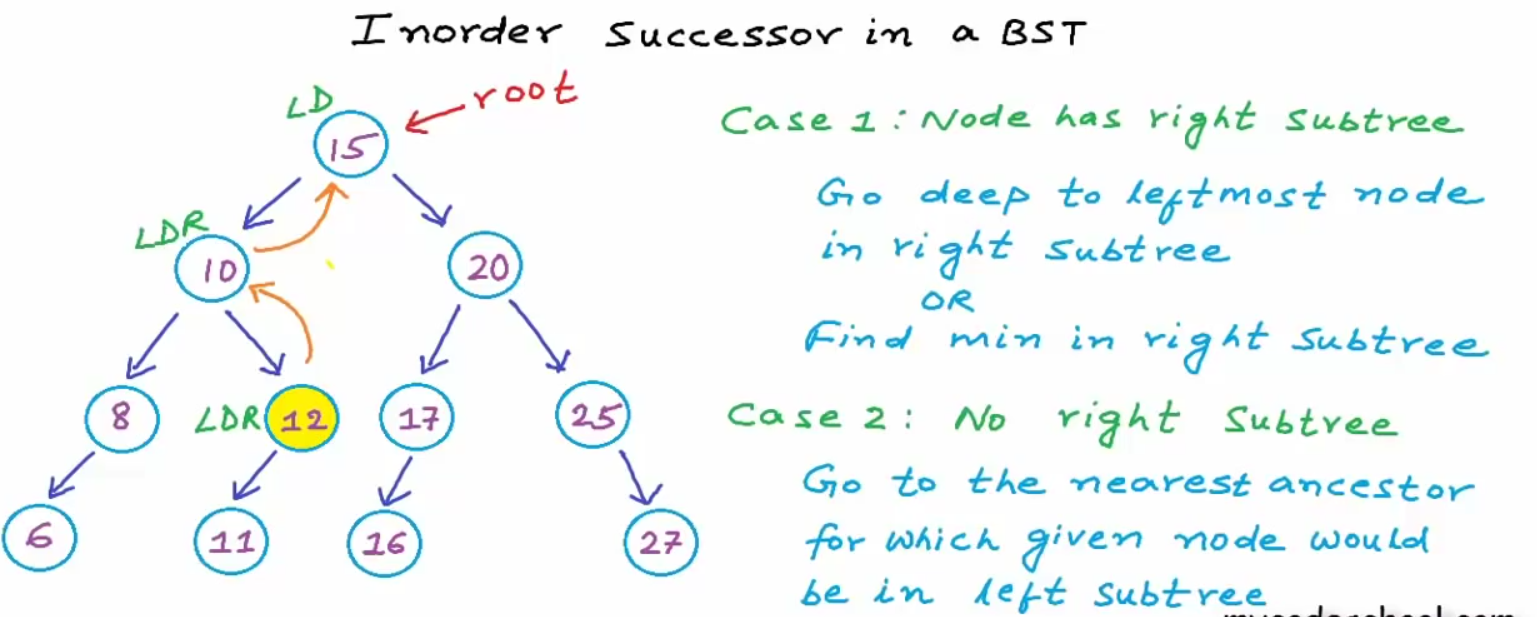 Inorder Successor in a BST
LD
root
15
Case 1: Node has right subtree
Go deep to leftmost node
in right subtree
OR
Find min in right subtree
LDR
10
20
8
LDR
12
17
25
Case 2: No right Subtree
Go to the nearest ancestor
for which given node would
be in left subtree
6
11
16
27